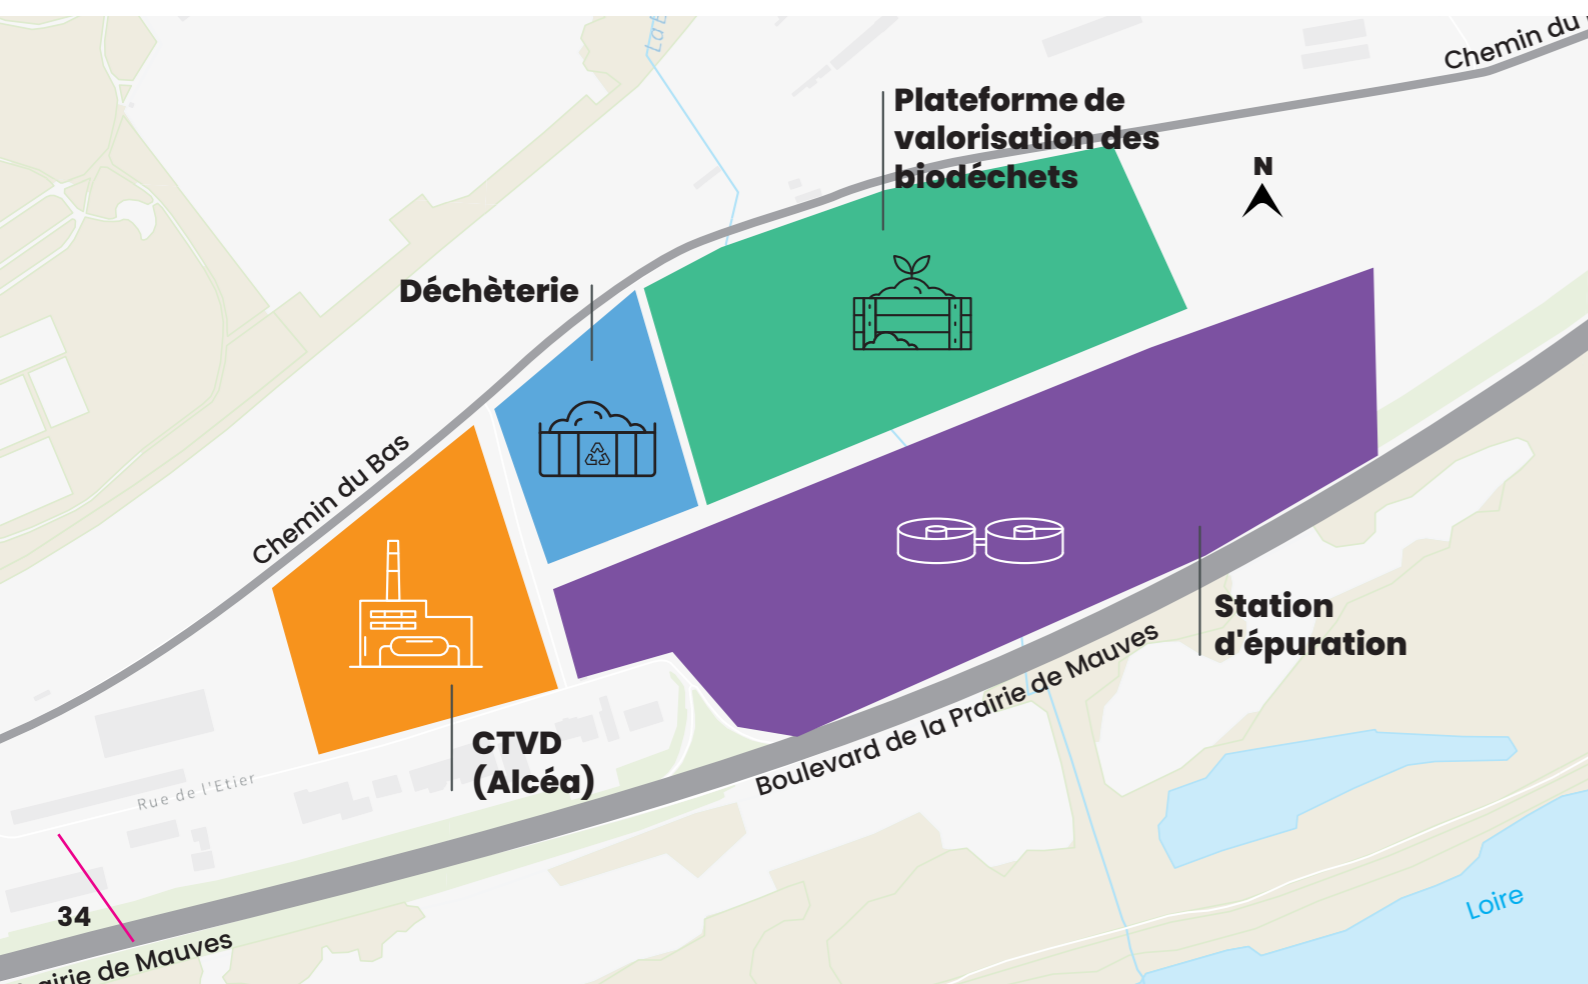 Chemin du
Plateforme de
valorisation des
biodéchets
N
Déchèterie
Chemin du Bas
Station
d'épuration
Boulevard de la Prairie de Mauves
CTVD
(Alcéa)
Rue de l'Etier
34
de Mauves
Loire